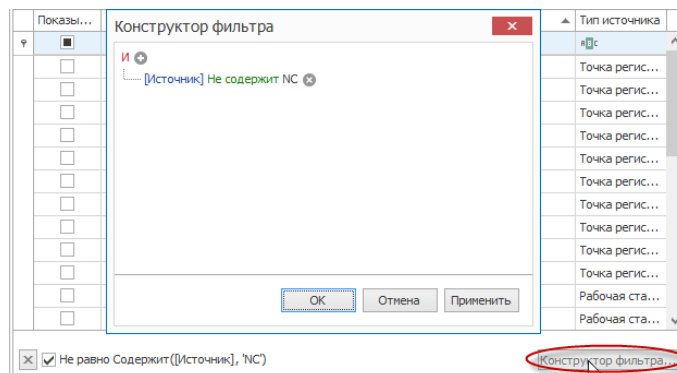 Показы...
Конструктор фильтра
Тип источника
И
[Источник] Не содержит NC
Точка регис...
Точка регис...
Точка регис...
Точка регис...
Точка регис...
Точка регис...
Точка регис...
Точка регис...
Точка регис...
Точка регис...
Рабочая ста...
Рабочая ста...
OK
Отмена
Применить
Не равно Содержит([Источник], 'NC')
Конструктор фильтра...